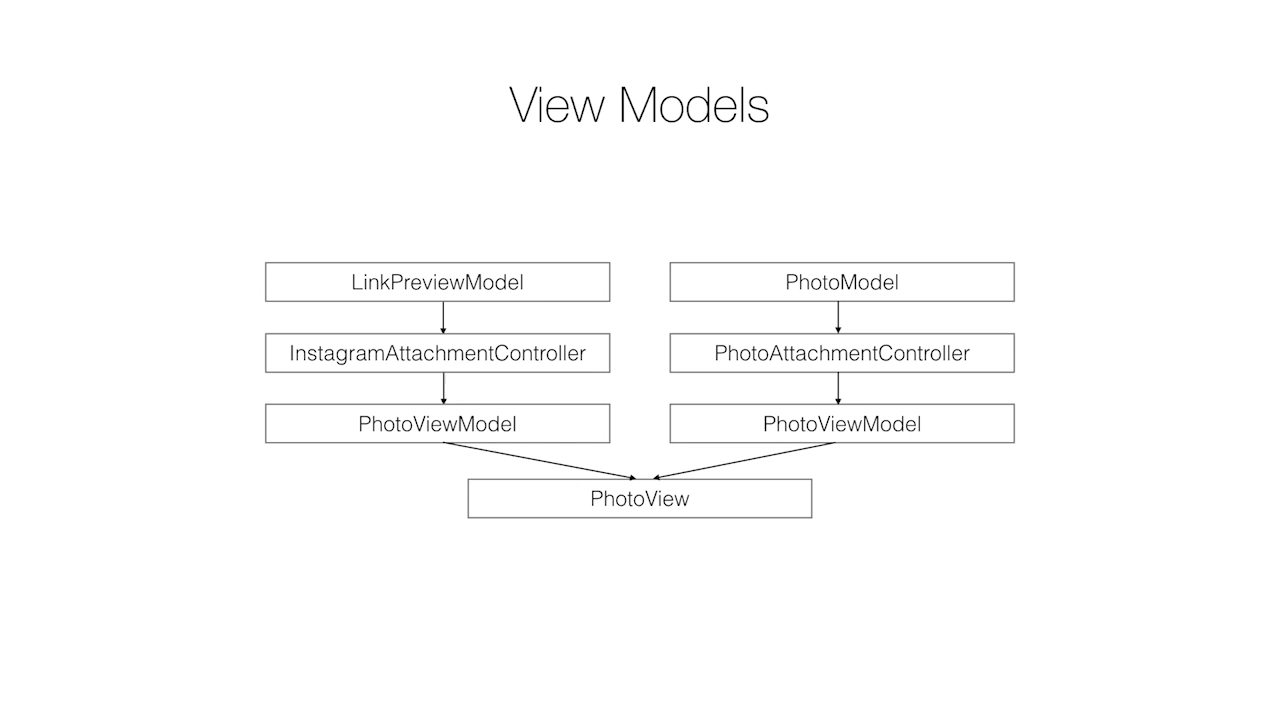 View Models
LinkPreviewModel
PhotoModel
InstagramAttachmentController
PhotoAttachmentController
PhotoViewModel
PhotoViewModel
PhotoView